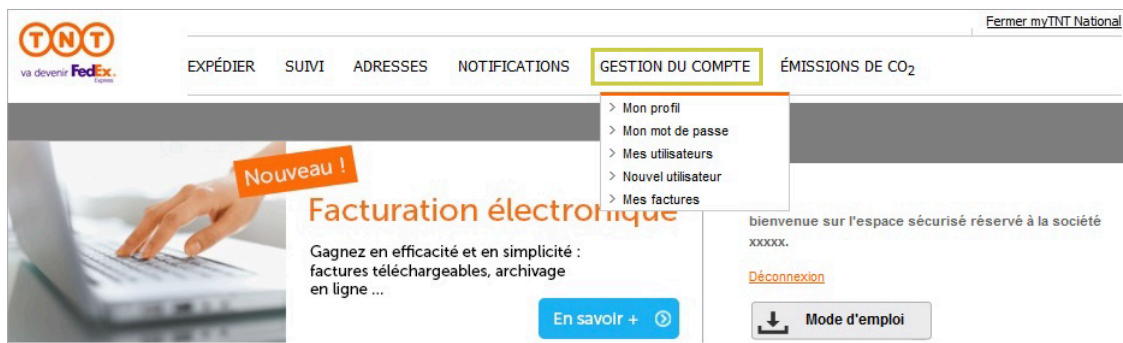 Fermer myTNT National
TNT
va devenir FedEx.
Express
EXPÉDIER SUIVI ADRESSES NOTIFICATIONS GESTION DU COMPTE ÉMISSIONS DE CO2
> Mon profil
> Mon mot de passe
> Mes utilisateurs
> Nouvel utilisateur
> Mes factures
Nouveau !
Facturation électronique
Gagnez en efficacité et en simplicité :
factures téléchargeables, archivage
en ligne ...
En savoir +
bienvenue sur l'espace sécurisé réservé à la société
xxxxx.
Déconnexion
Mode d'emploi